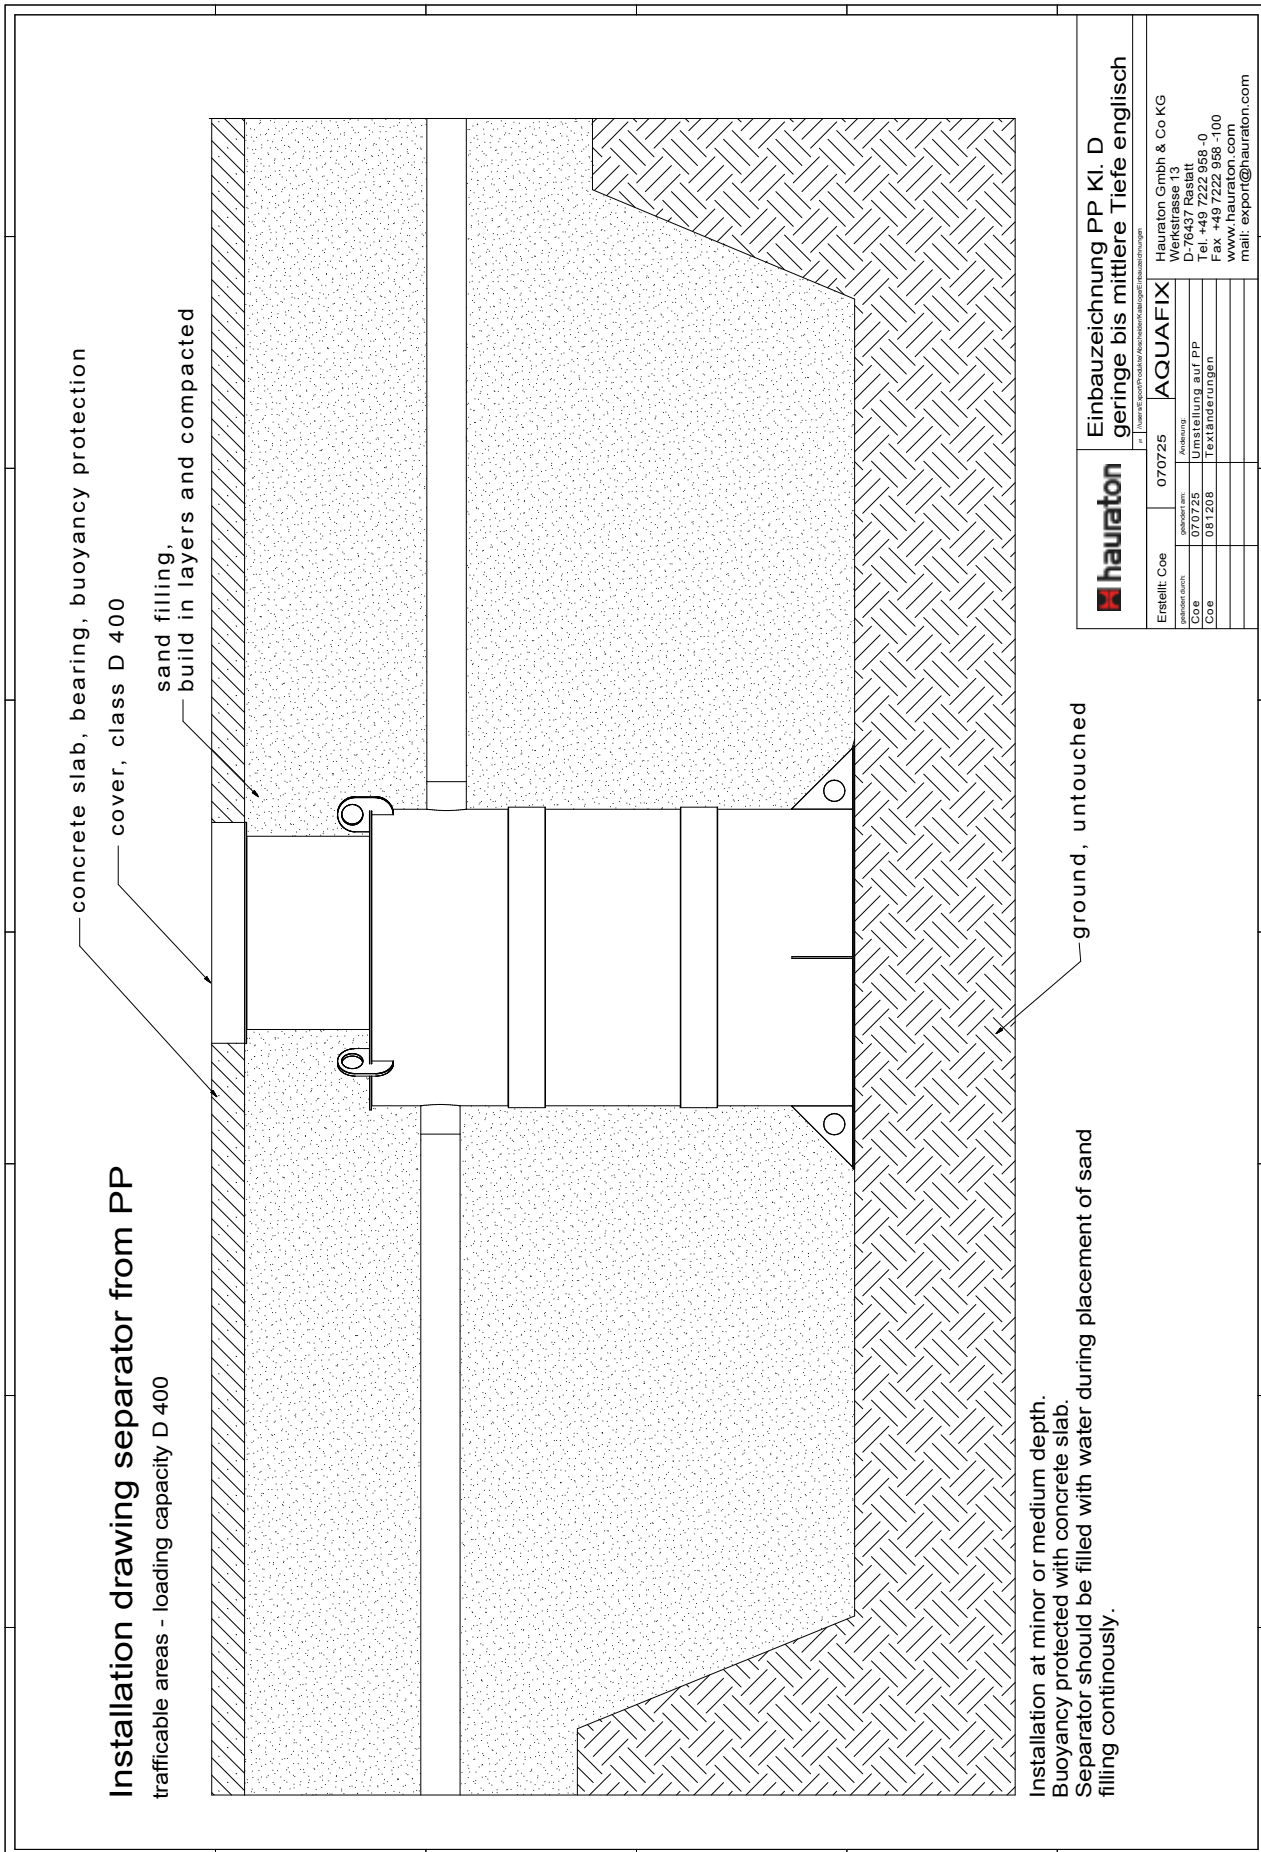 Installation drawing separator from PP
trafficable areas - loading capacity D 400
concrete slab, bearing, buoyancy protection
cover, class D 400
sand filling,
build in layers and compacted
ground, untouched
Installation at minor or medium depth.
Buoyancy protected with concrete slab.
Separator should be filled with water during placement of sand
filling continously.
hauraton
Einbauzeichnung PP Kl. D
geringe bis mittlere Tiefe englisch
Erstellt: Coe
070725
AQUAFIX
geändert durch:
geändert am:
Änderung:
Coe
070725
Umstellung auf PP
Coe
081208
Textänderungen
Hauraton Gmbh & Co KG
Werkstrasse 13
D-76437 Rastatt
Tel. +49 7222 958 -0
Fax +49 7222 958 -100
www.hauraton.com
mail: export@hauraton.com